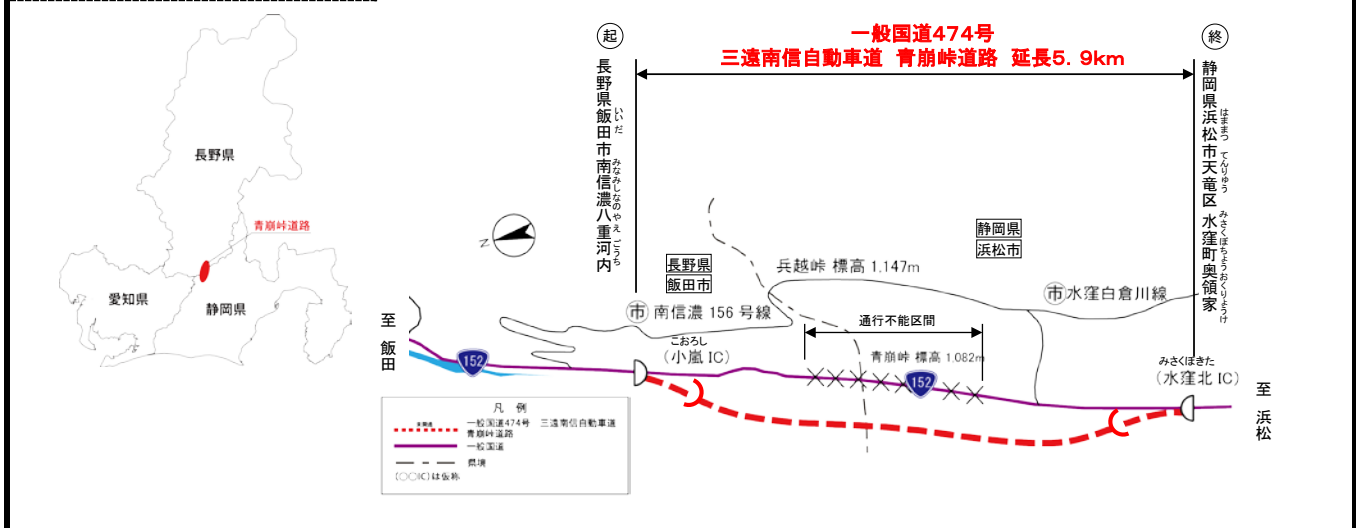 一般国道474号
三遠南信自動車道 青崩峠道路 延長5.9km
起
長野県飯田市南信濃八重河内
いいだ
みなみしなのやえ ごうち
終
静岡県浜松市天竜区 水窪町奥領家
はままつ てんりゅう
みさくぼちょうおくりょうけ
長野県
青崩峠道路
愛知県
静岡県
N
長野県
飯田市
静岡県
浜松市
兵越峠 標高 1,147m
市 南信濃 156 号線
市 水窪白倉川線
通行不能区間
青崩峠 標高 1,082m
こおろし
(小嵐 IC)
みさくぼきた
(水窪北 IC)
至 飯田
至 浜松
152
152
凡 例
未開通
一般国道474号 三遠南信自動車道
青崩峠道路
一般国道
県境
(○○IC)は仮称